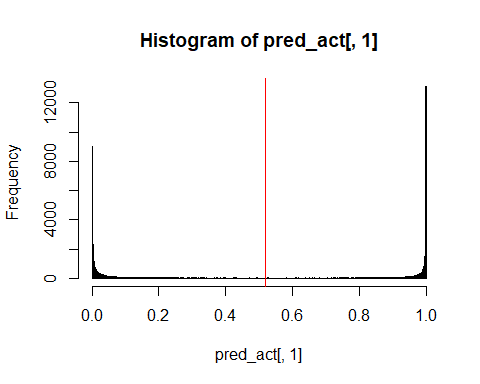 Histogram of pred_act[, 1]
Frequency
12000
8000
4000
0
0.0 0.2 0.4 0.6 0.8 1.0
pred_act[, 1]